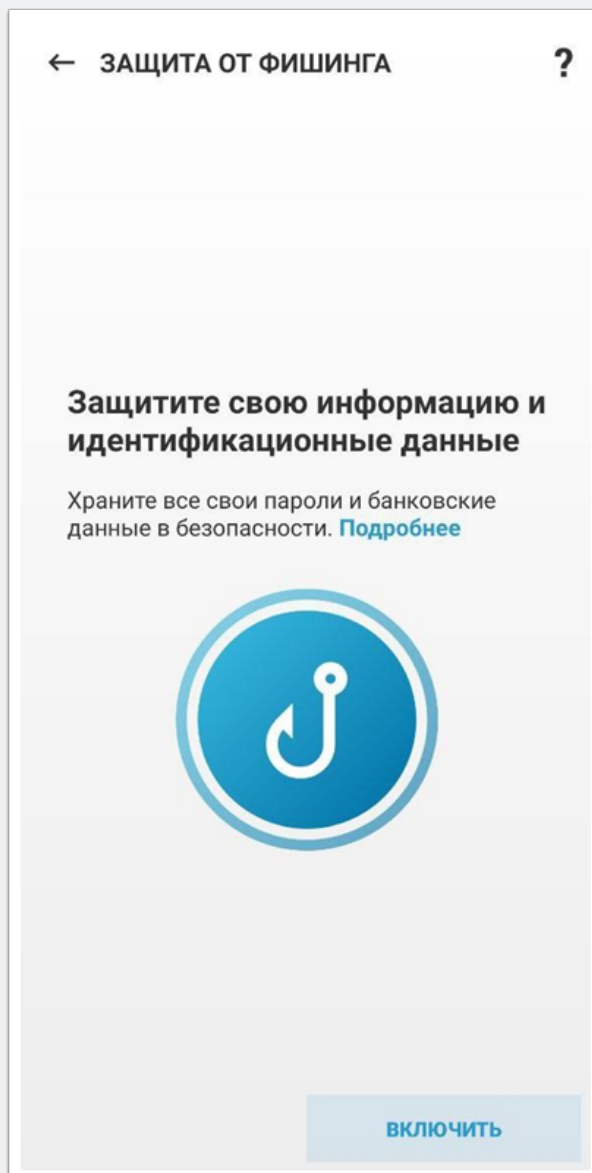 ← ЗАЩИТА ОТ ФИШИНГА ?
Защитите свою информацию и
идентификационные данные
Храните все свои пароли и банковские
данные в безопасности. Подробнее
ВКЛЮЧИТЬ